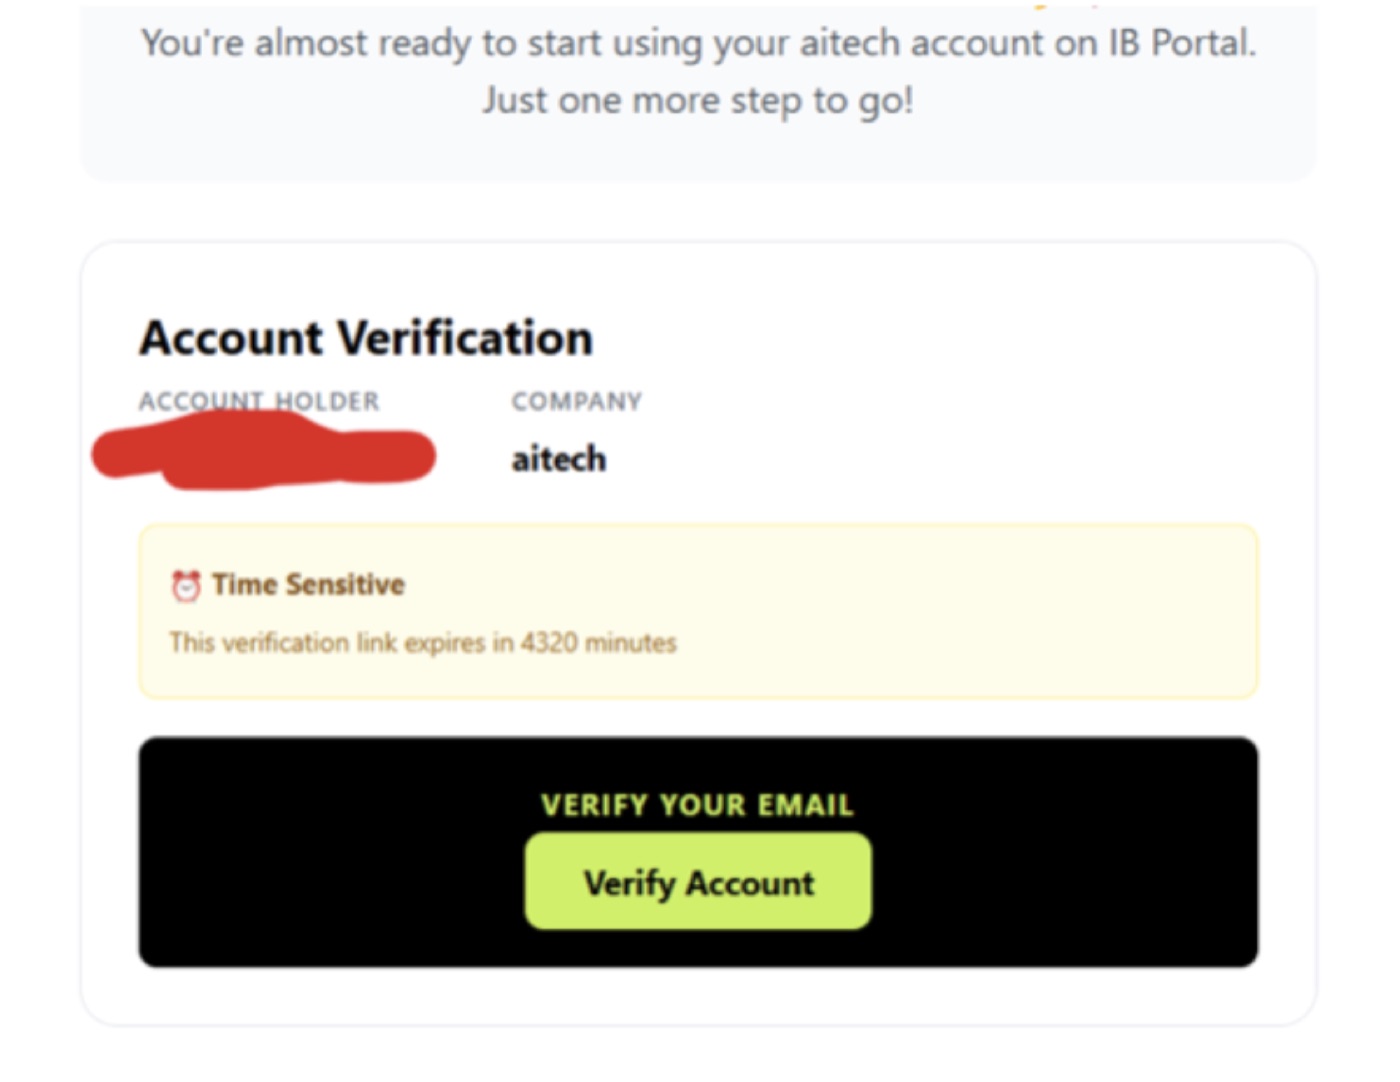 You're almost ready to start using your aitech account on IB Portal.
Just one more step to go!
Account Verification
ACCOUNT HOLDER
COMPANY
aitech
⏰ Time Sensitive
This verification link expires in 4320 minutes
VERIFY YOUR EMAIL
Verify Account